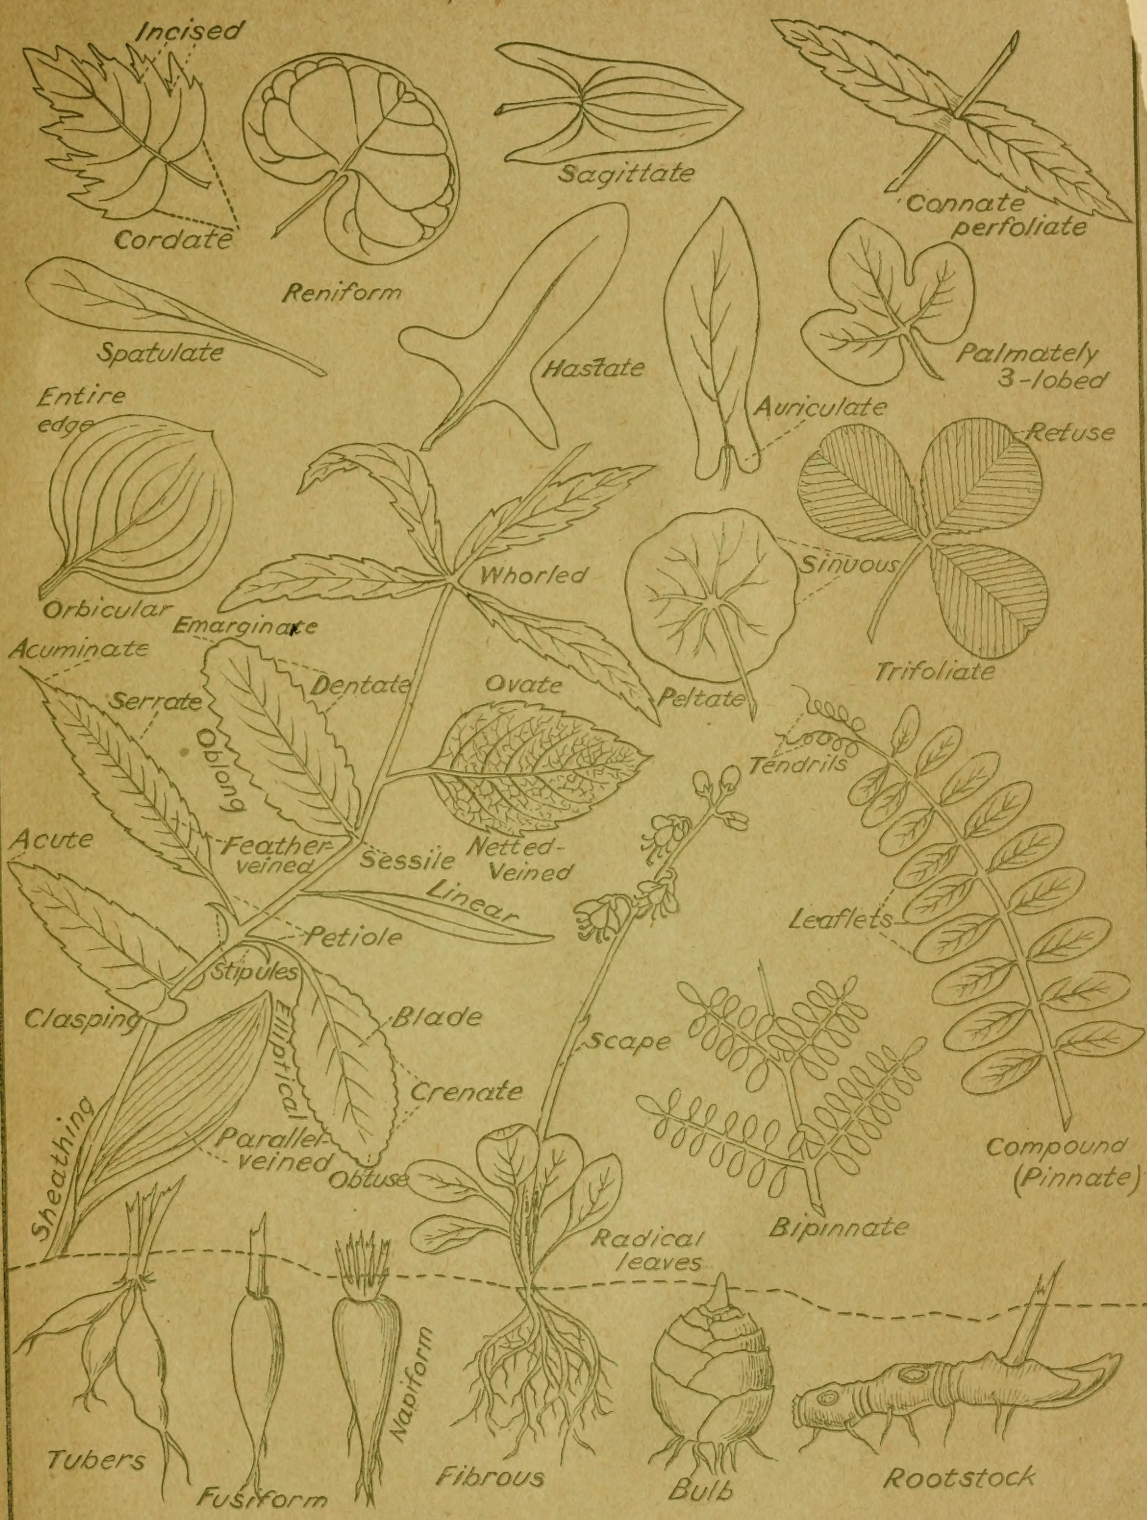 Incised
Cordate
Reniform
Sagittate
Connate
perfoliate
Spatulate
Hastate
Auriculate
Palmately
3-lobed
Entire
edge
Refuse
Orbicular
Whorled
Sinuous
Emarginate
Acuminate
Trifoliate
Serrate
Dentate
Ovate
Peltate
Oblong
Tendrils
Acute
Feather-
veined
Sessile
Netted-
Veined
Linear
Leaflets
Petiole
Stipules
Clasping
Elliptical
Blade
Scape
Crenate
Sheathing
Parallel-
veined
Obtuse
Compound
(Pinnate)
Bipinnate
Radical
leaves
Napiform
Tubers
Fusiform
Fibrous
Bulb
Rootstock